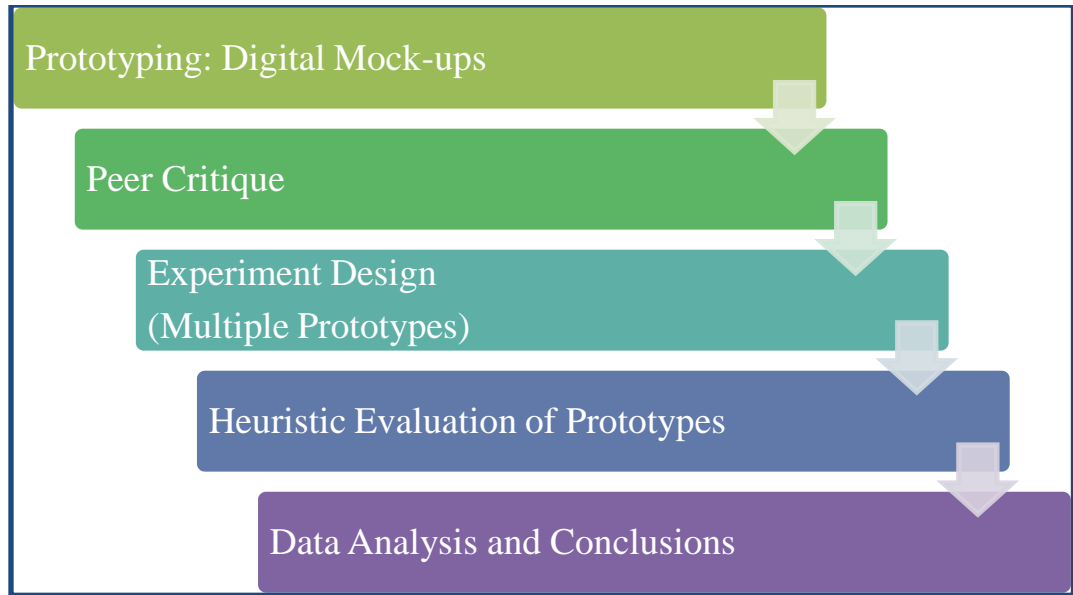 Prototyping: Digital Mock-ups
Peer Critique
Experiment Design
(Multiple Prototypes)
Heuristic Evaluation of Prototypes
Data Analysis and Conclusions